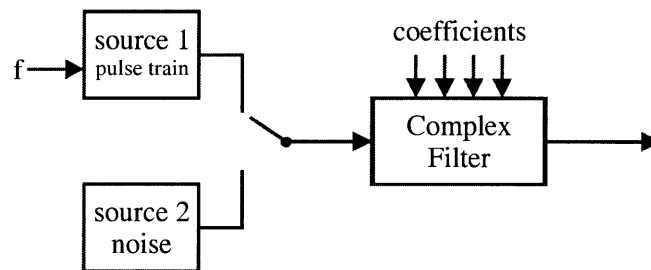 f
source 1
pulse train
source 2
noise
coefficients
Complex
Filter